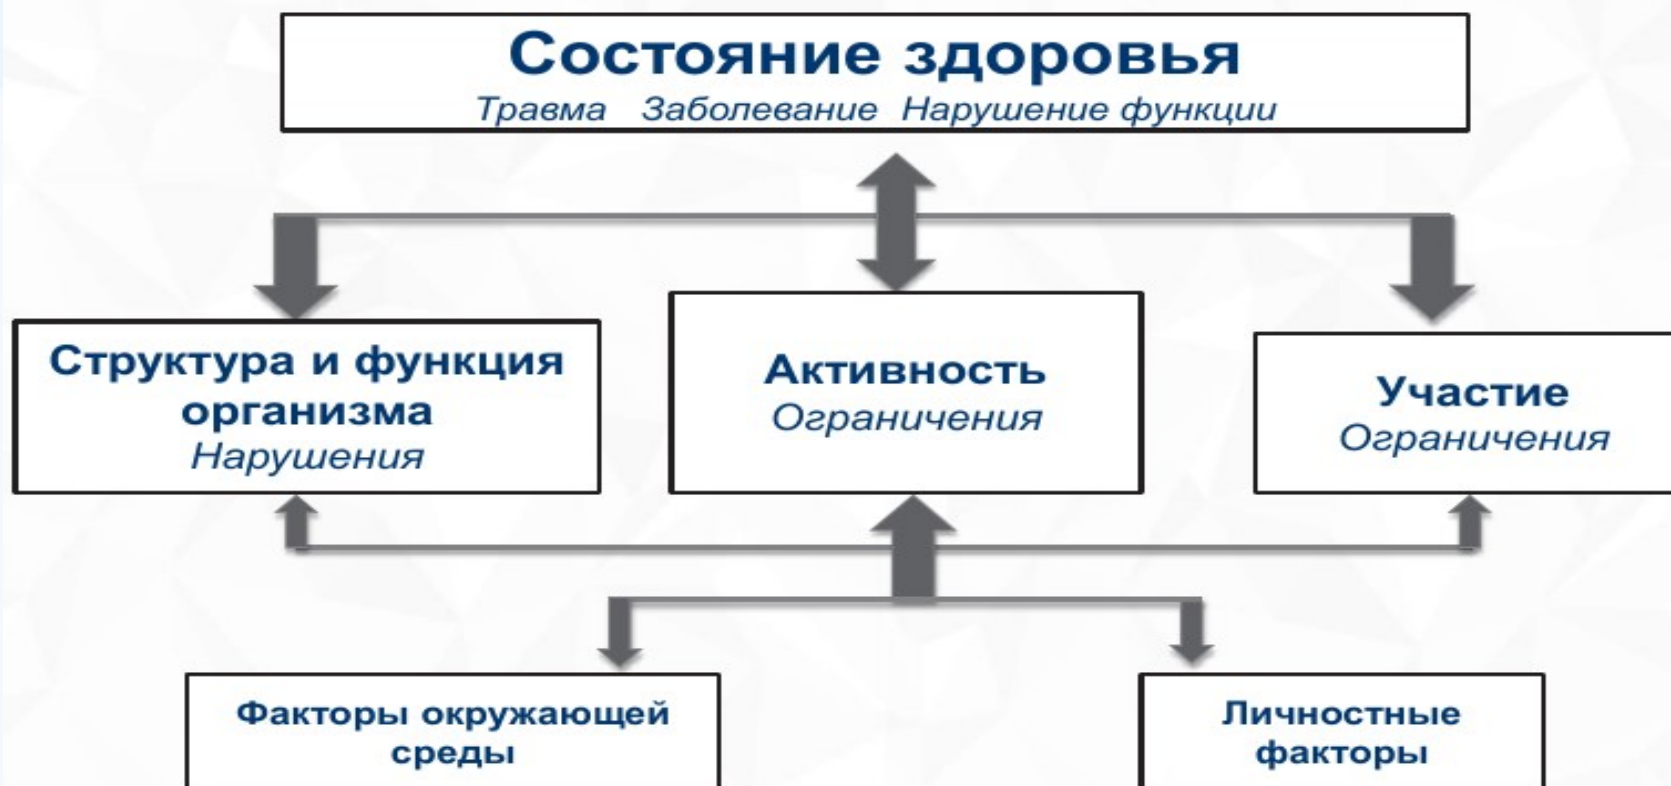 Состояние здоровья
Травма Заболевание Нарушение функции
Структура и функция
организма
Нарушения
Активность
Ограничения
Участие
Ограничения
Факторы окружающей
среды
Личностные
факторы